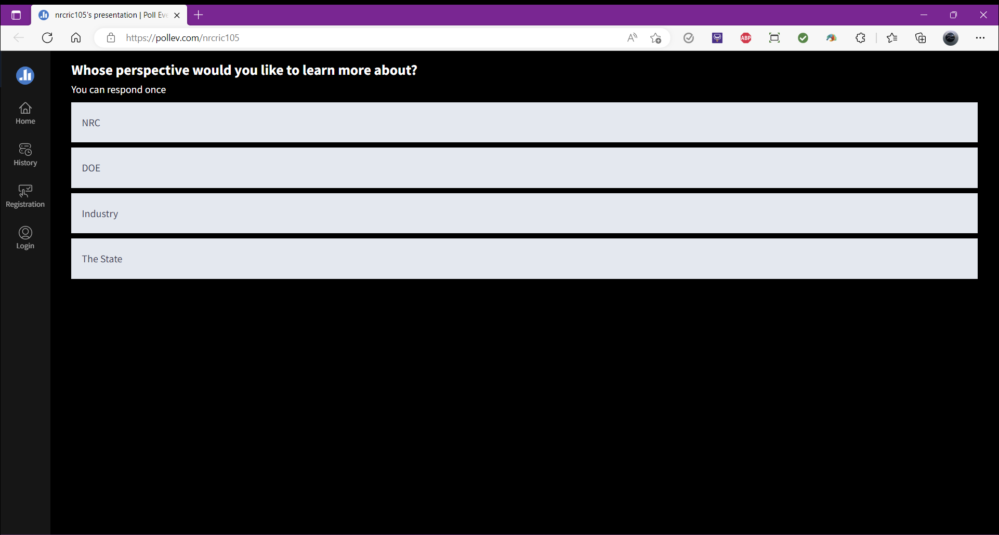 nrcric105's presentation | Poll Eve
https://pollev.com/nrcric105
A
ABP
Whose perspective would you like to learn more about?
You can respond once
Home
History
Registration
Login
NRC
DOE
Industry
The State